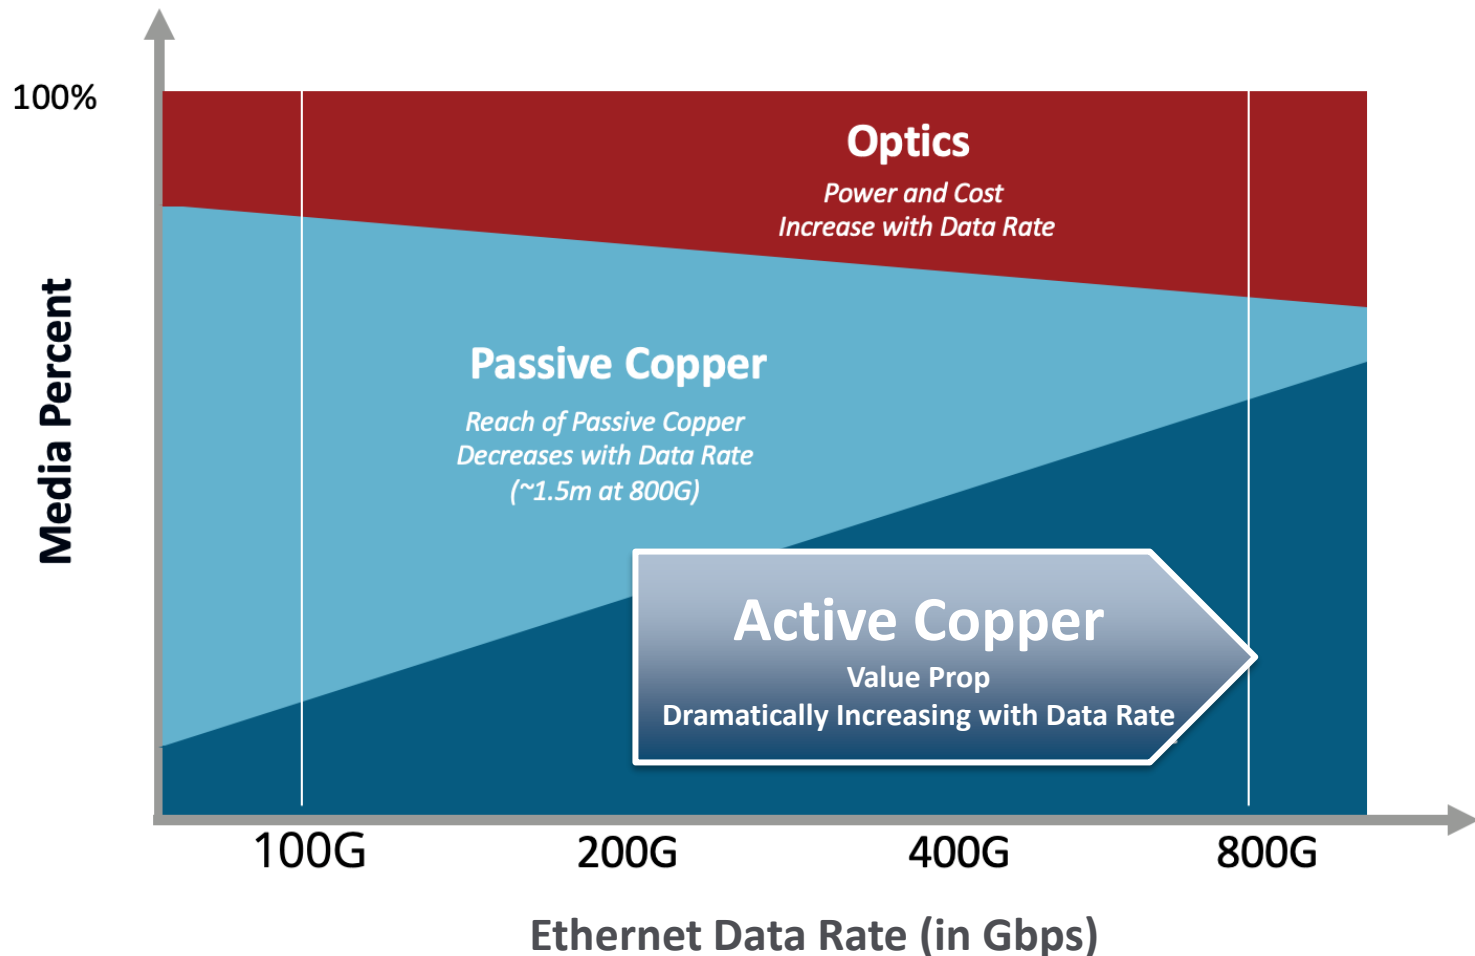 100%
Optics
Power and Cost
Increase with Data Rate
Media Percent
Passive Copper
Reach of Passive Copper
Decreases with Data Rate
(~1.5m at 800G)
Active Copper
Value Prop
Dramatically Increasing with Data Rate
100G
200G
400G
800G
Ethernet Data Rate (in Gbps)